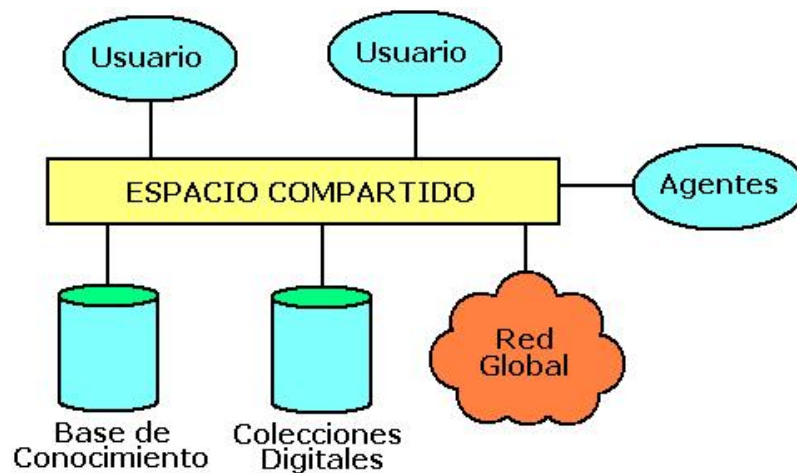 Usuario
Usuario
ESPACIO COMPARTIDO
Agentes
Red
Global
Base de
Conocimiento
Colecciones
Digitales